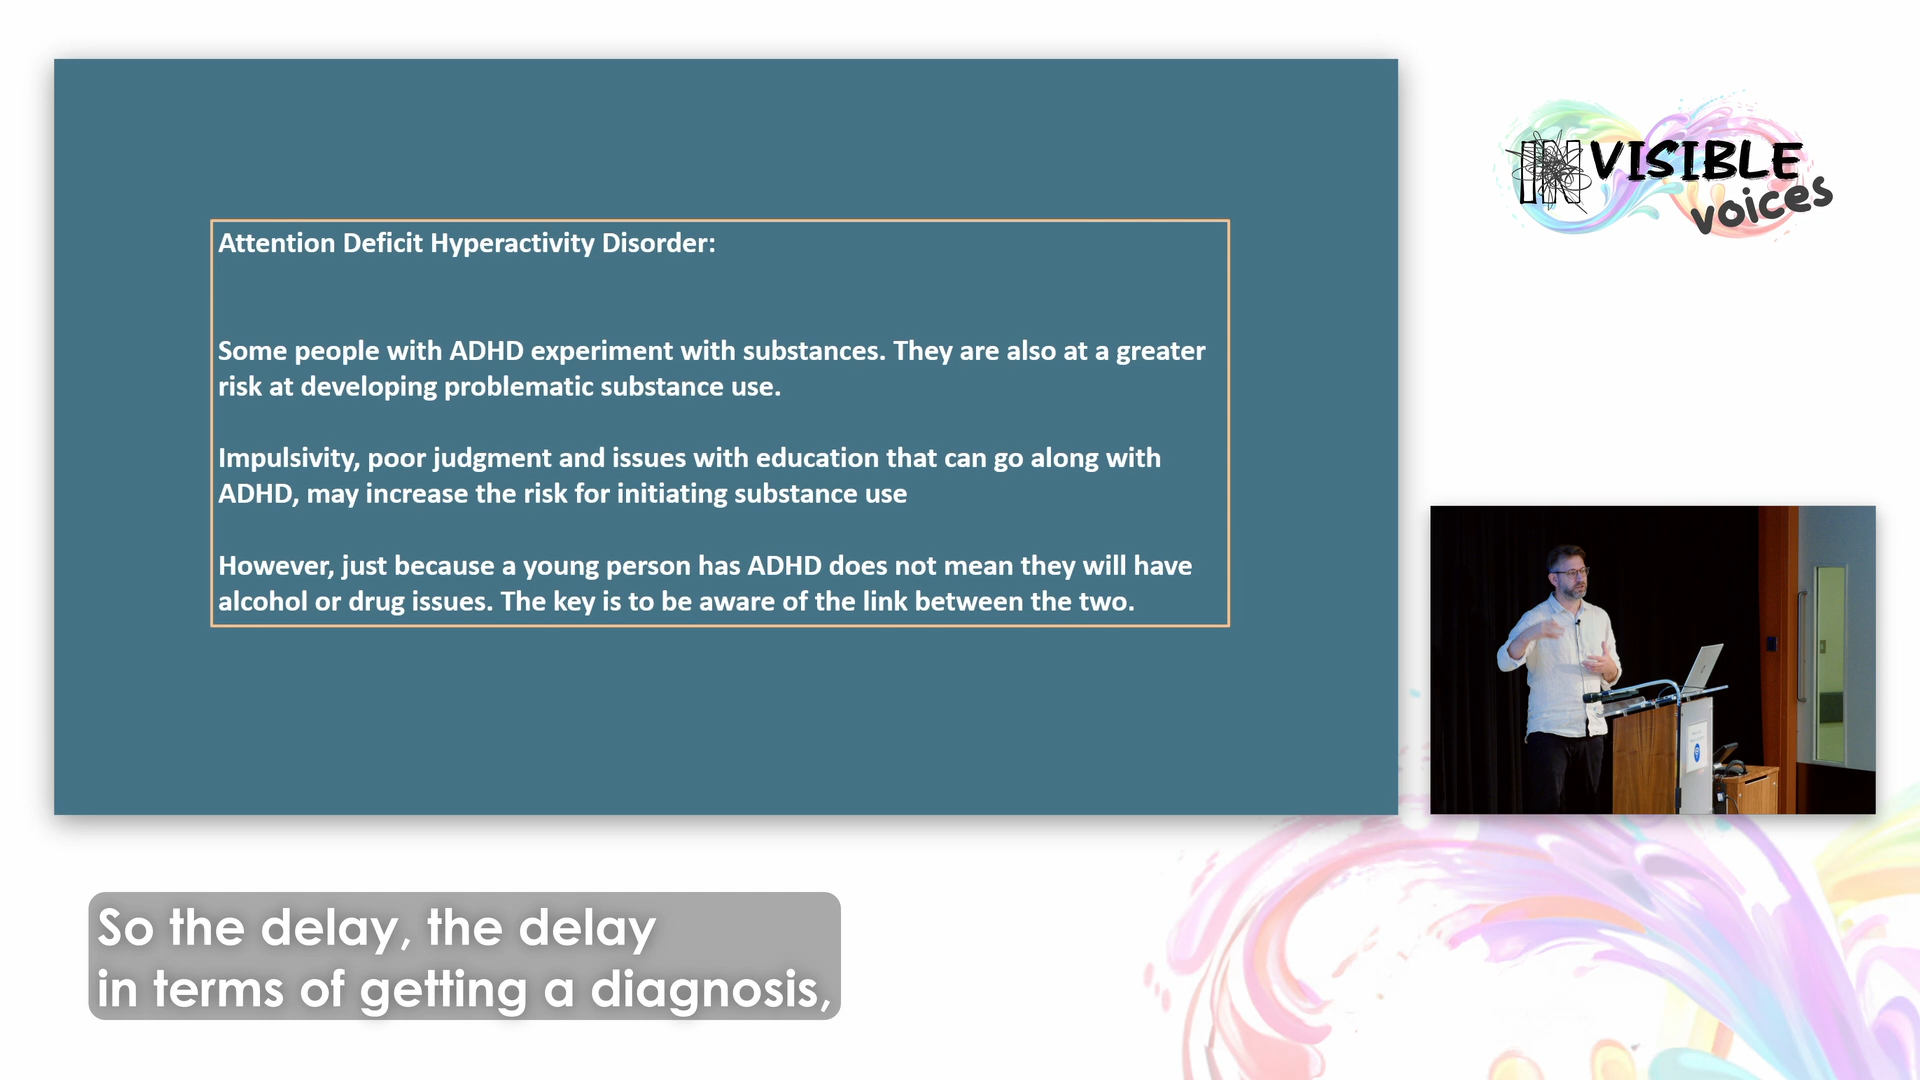 INVISIBLE
voices
Attention Deficit Hyperactivity Disorder:
Some people with ADHD experiment with substances. They are also at a greater
risk at developing problematic substance use.
Impulsivity, poor judgment and issues with education that can go along with
ADHD, may increase the risk for initiating substance use
However, just because a young person has ADHD does not mean they will have
alcohol or drug issues. The key is to be aware of the link between the two.
So the delay, the delay
in terms of getting a diagnosis,